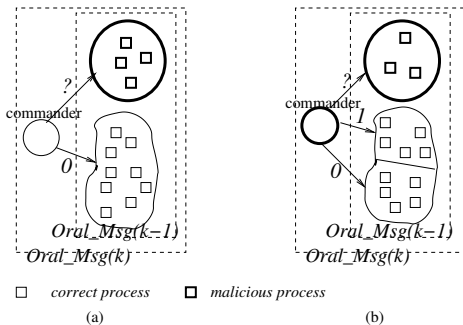 ?
commander
0
Oral_Msg(k−1)
Oral_Msg(k)
?
commander
1
0
Oral_Msg(k−1)
Oral_Msg(k)
correct process malicious process
(a) (b)